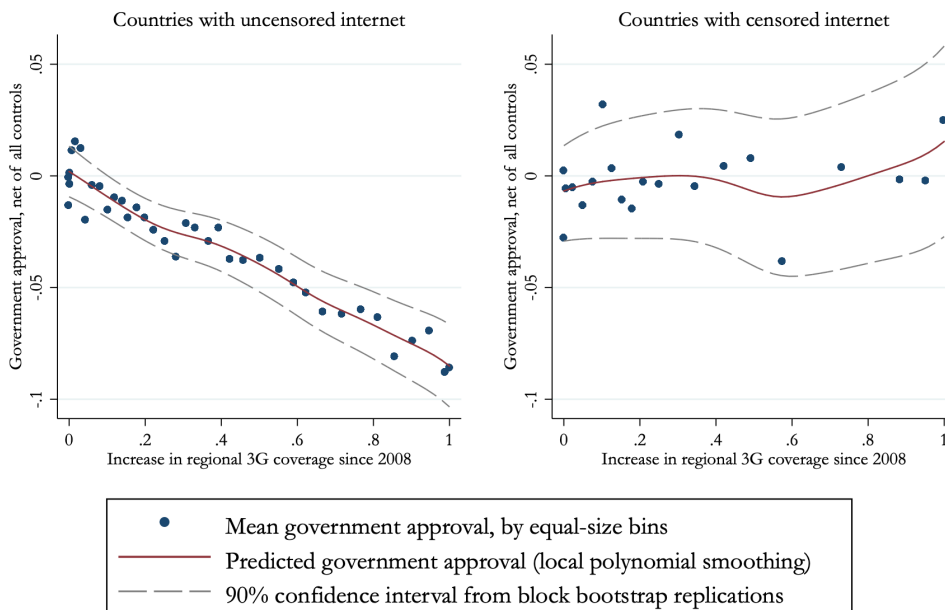 Countries with uncensored internet
Government approval, net of all controls
.05
0
-.05
-.1
0 .2 .4 .6 .8 1
Increase in regional 3G coverage since 2008
Countries with censored internet
Government approval, net of all controls
.05
0
-.05
-.1
0 .2 .4 .6 .8 1
Increase in regional 3G coverage since 2008
Mean government approval, by equal-size bins
Predicted government approval (local polynomial smoothing)
90% confidence interval from block bootstrap replications